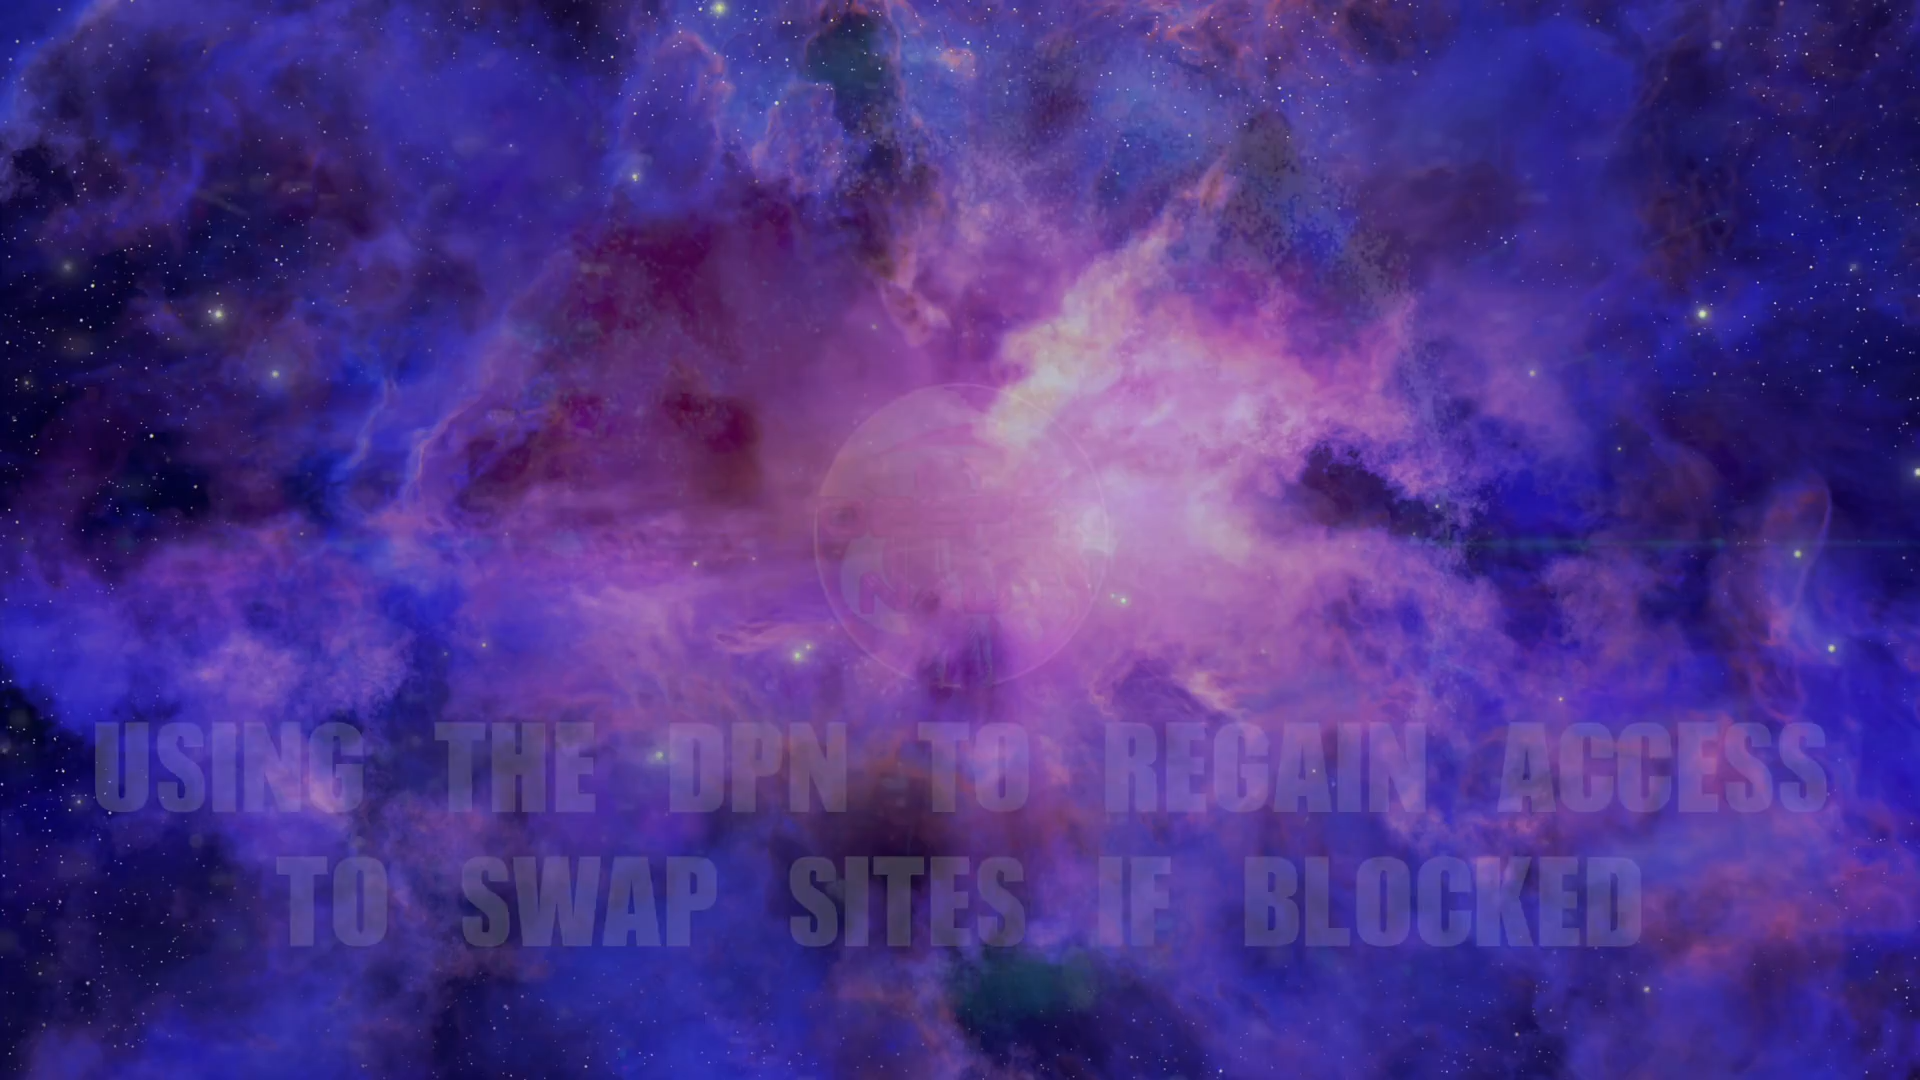 USING THE DPN TO REGAIN ACCESS
TO SWAP SITES IF BLOCKED